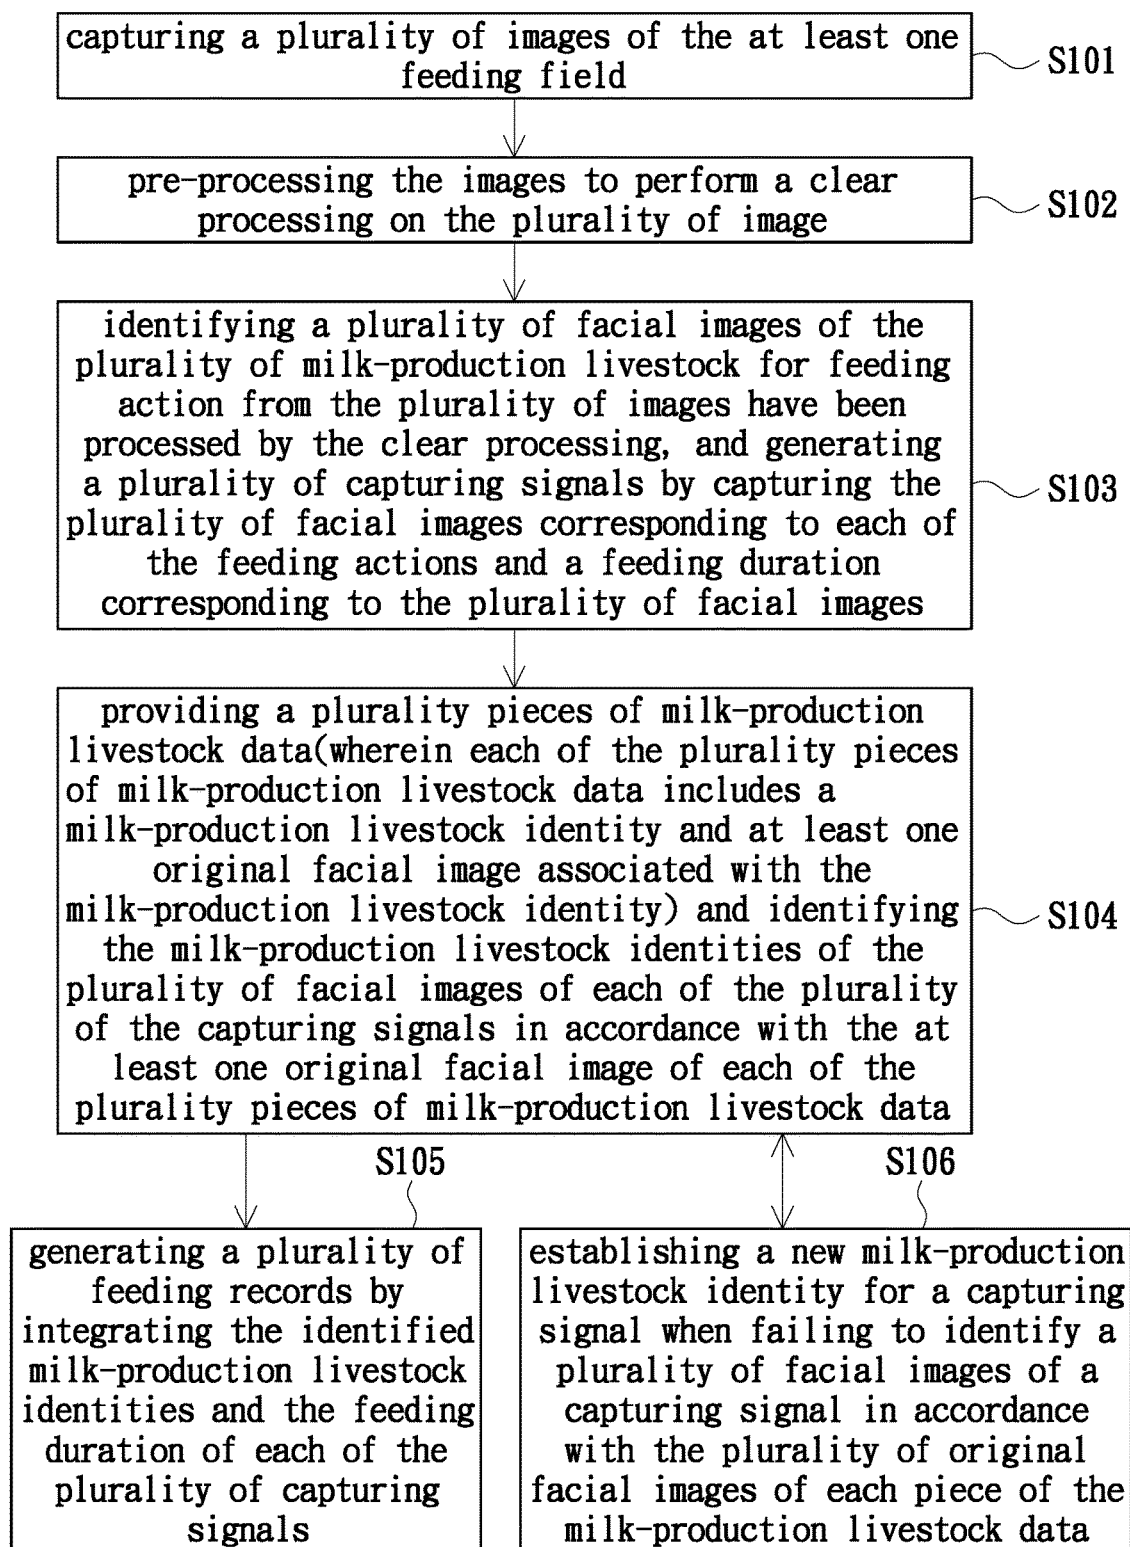 capturing a plurality of images of the at least one
feeding field
S101
pre-processing the images to perform a clear
processing on the plurality of image
S102
identifying a plurality of facial images of the
plurality of milk-production livestock for feeding
action from the plurality of images have been
processed by the clear processing, and generating
a plurality of capturing signals by capturing the
plurality of facial images corresponding to each of
the feeding actions and a feeding duration
corresponding to the plurality of facial images
S103
providing a plurality pieces of milk-production
livestock data(wherein each of the plurality pieces
of milk-production livestock data includes a
milk-production livestock identity and at least one
original facial image associated with the
milk-production livestock identity) and identifying
the milk-production livestock identities of the
plurality of facial images of each of the plurality
of the capturing signals in accordance with the at
least one original facial image of each of the
plurality pieces of milk-production livestock data
S104
S105
generating a plurality of
feeding records by
integrating the identified
milk-production livestock
identities and the feeding
duration of each of the
plurality of capturing
signals
S106
establishing a new milk-production
livestock identity for a capturing
signal when failing to identify a
plurality of facial images of a
capturing signal in accordance
with the plurality of original
facial images of each piece of the
milk-production livestock data